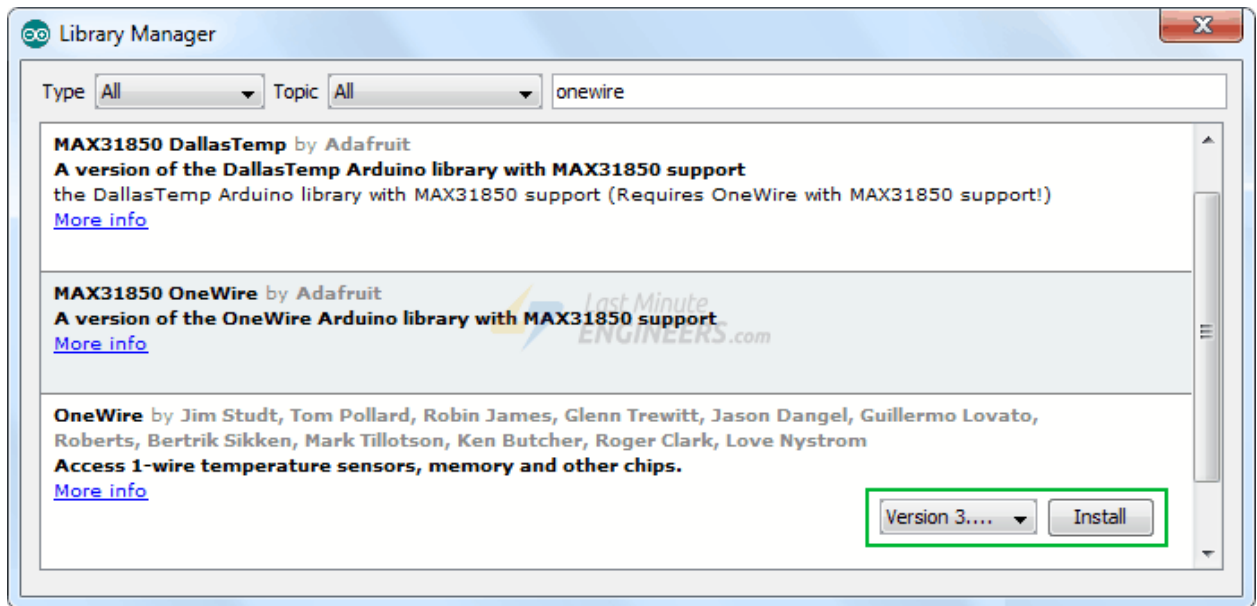 Library Manager
Type All Topic All onewire
MAX31850 DallasTemp by Adafruit
A version of the DallasTemp Arduino library with MAX31850 support
the DallasTemp Arduino library with MAX31850 support (Requires OneWire with MAX31850 support!)
More info
MAX31850 OneWire by Adafruit
A version of the OneWire Arduino library with MAX31850 support
More info
Last Minute
ENGINEERS.com
OneWire by Jim Studt, Tom Pollard, Robin James, Glenn Trewitt, Jason Dangel, Guillermo Lovato,
Roberts, Bertrik Sikken, Mark Tillotson, Ken Butcher, Roger Clark, Love Nystrom
Access 1-wire temperature sensors, memory and other chips.
More info
Version 3.... Install